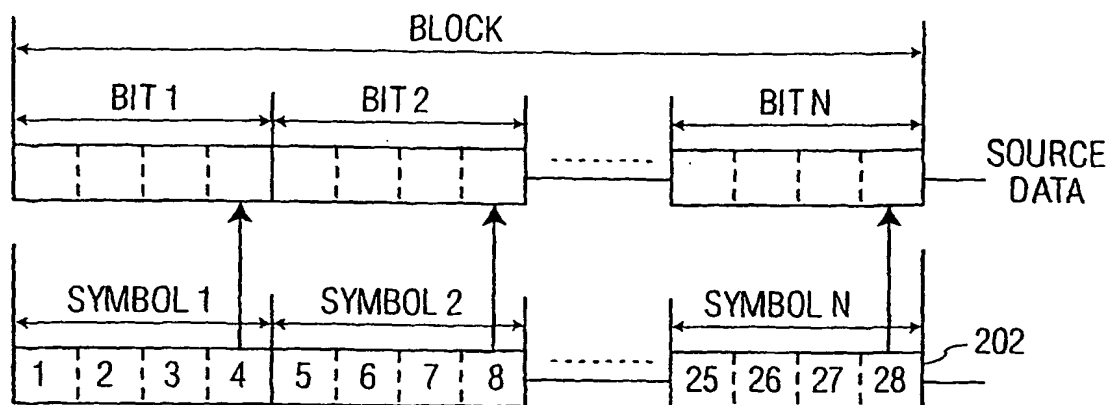 BLOCK
BIT 1 BIT 2 BIT N
SOURCE
DATA
SYMBOL 1 SYMBOL 2 SYMBOL N
202
1 2 3 4 5 6 7 8 25 26 27 28